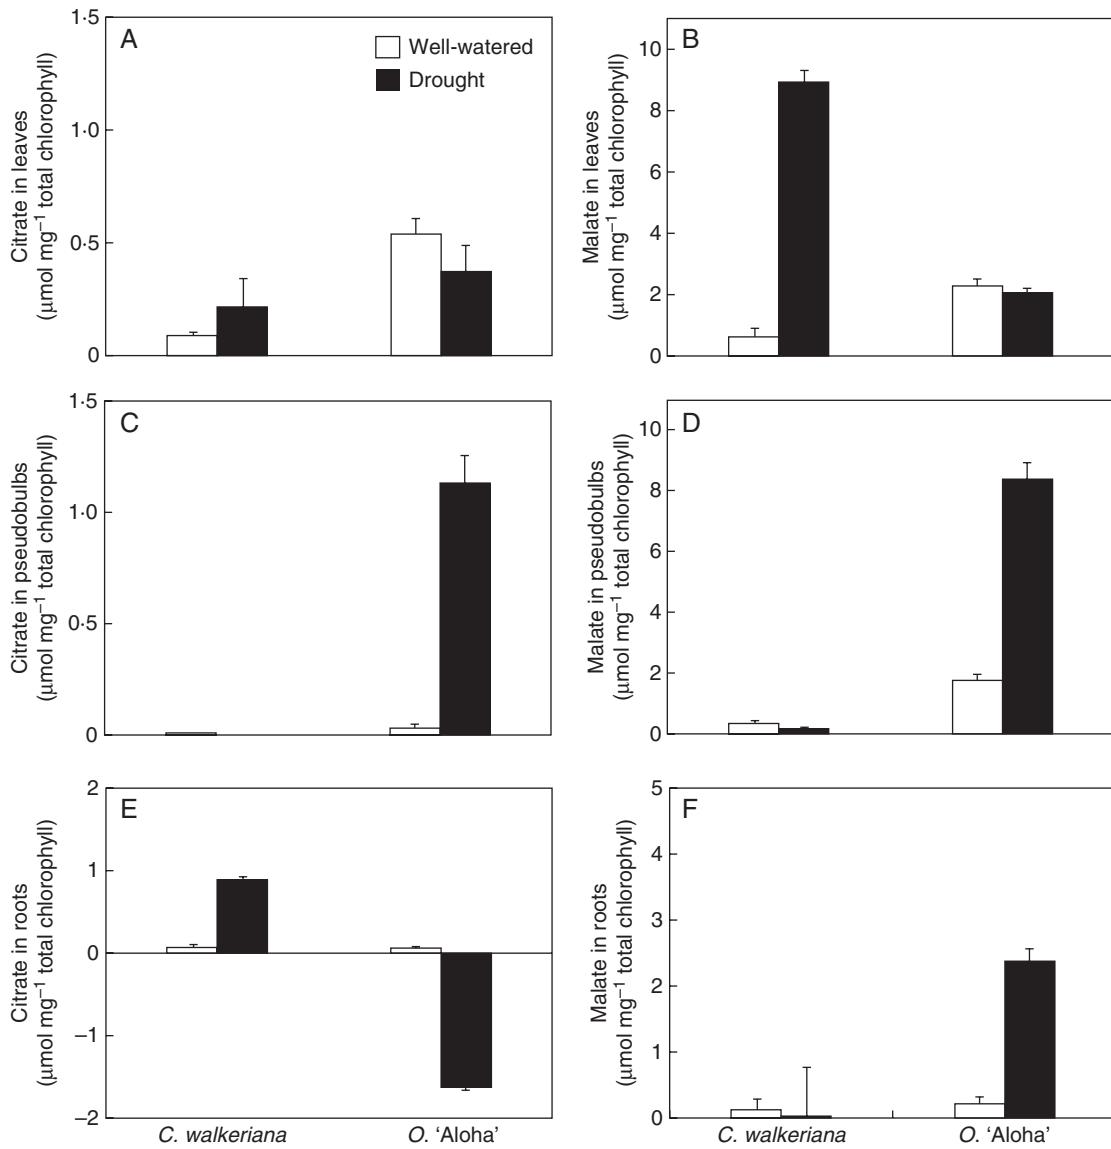 A
Well-watered
Drought
1·5
1·0
0·5
0
Citrate in leaves
(μmol mg−1 total chlorophyll)
B
10
8
6
4
2
0
Malate in leaves
(μmol mg−1 total chlorophyll)
C
1·5
1·0
0·5
0
Citrate in pseudobulbs
(μmol mg−1 total chlorophyll)
D
10
8
6
4
2
0
Malate in pseudobulbs
(μmol mg−1 total chlorophyll)
E
2
1
0
−1
−2
Citrate in roots
(μmol mg−1 total chlorophyll)
C. walkeriana
O. ‘Aloha’
F
5
4
3
2
1
0
Malate in roots
(μmol mg−1 total chlorophyll)
C. walkeriana
O. ‘Aloha’